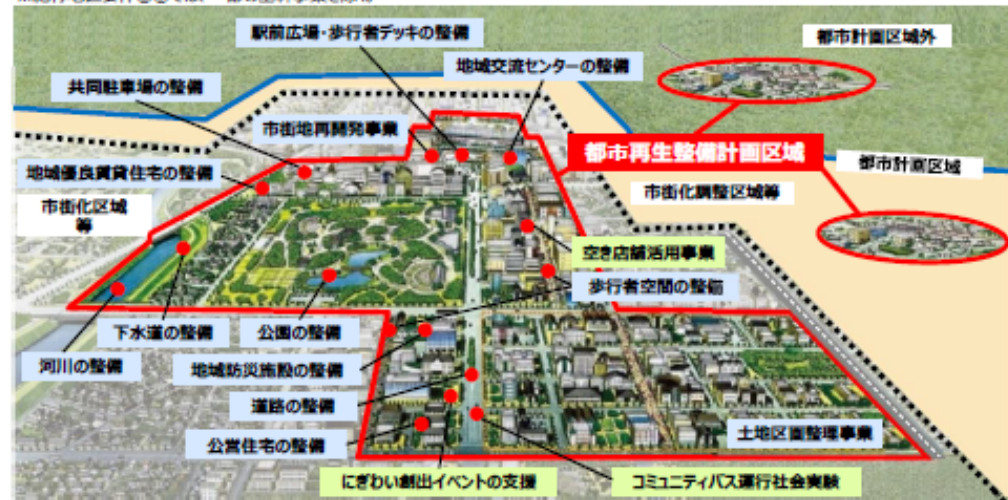 駅前広場・歩行者デッキの整備
都市計画区域外
地域交流センターの整備
共同駐車場の整備
市街地再開発事業
都市再生整備計画区域
都市計画区域
地域優良賃貸住宅の整備
市街化調整区域等
市街化区域
等
空き店舗活用事業
歩行者空間の整備
下水道の整備
公園の整備
河川の整備
地域防災施設の整備
道路の整備
公営住宅の整備
土地区画整理事業
にぎわい創出イベントの支援
コミュニティバス運行社会実験